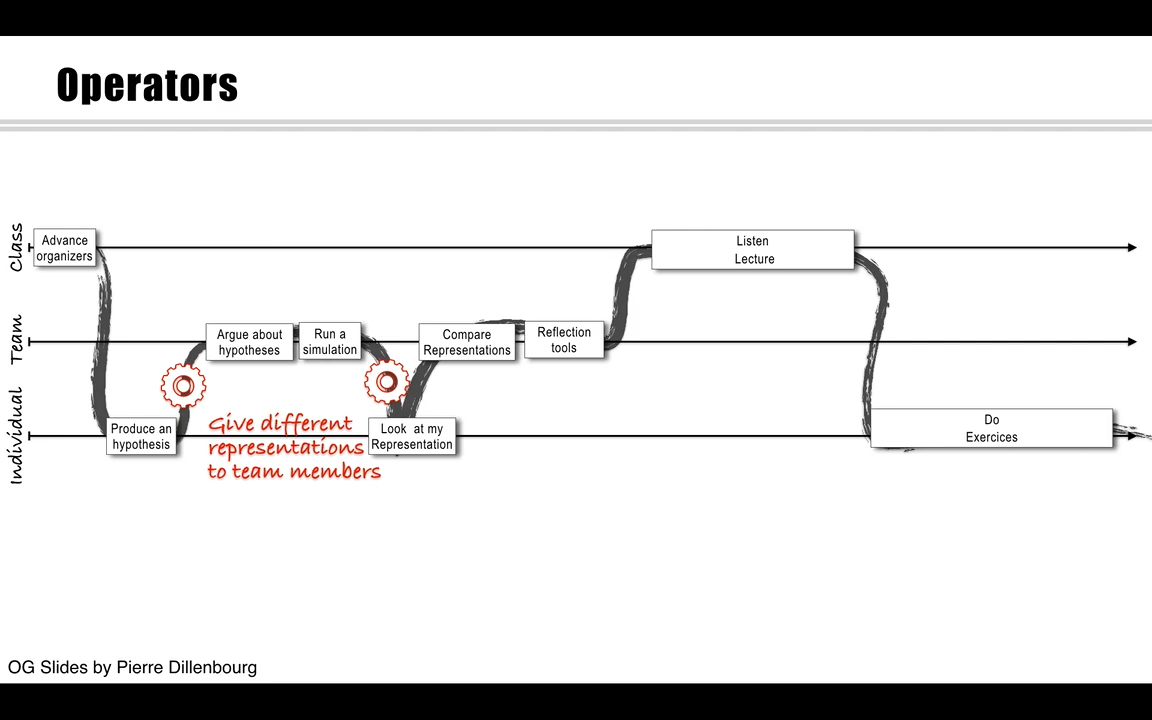 Operators
Class
Advance
organizers
Listen
Lecture
Team
Argue about
hypotheses
Run a
simulation
Compare
Representations
Reflection
tools
Individual
Produce an
hypothesis
Give different
representations
to team members
Look at my
Representation
Do
Exercices
OG Slides by Pierre Dillenbourg